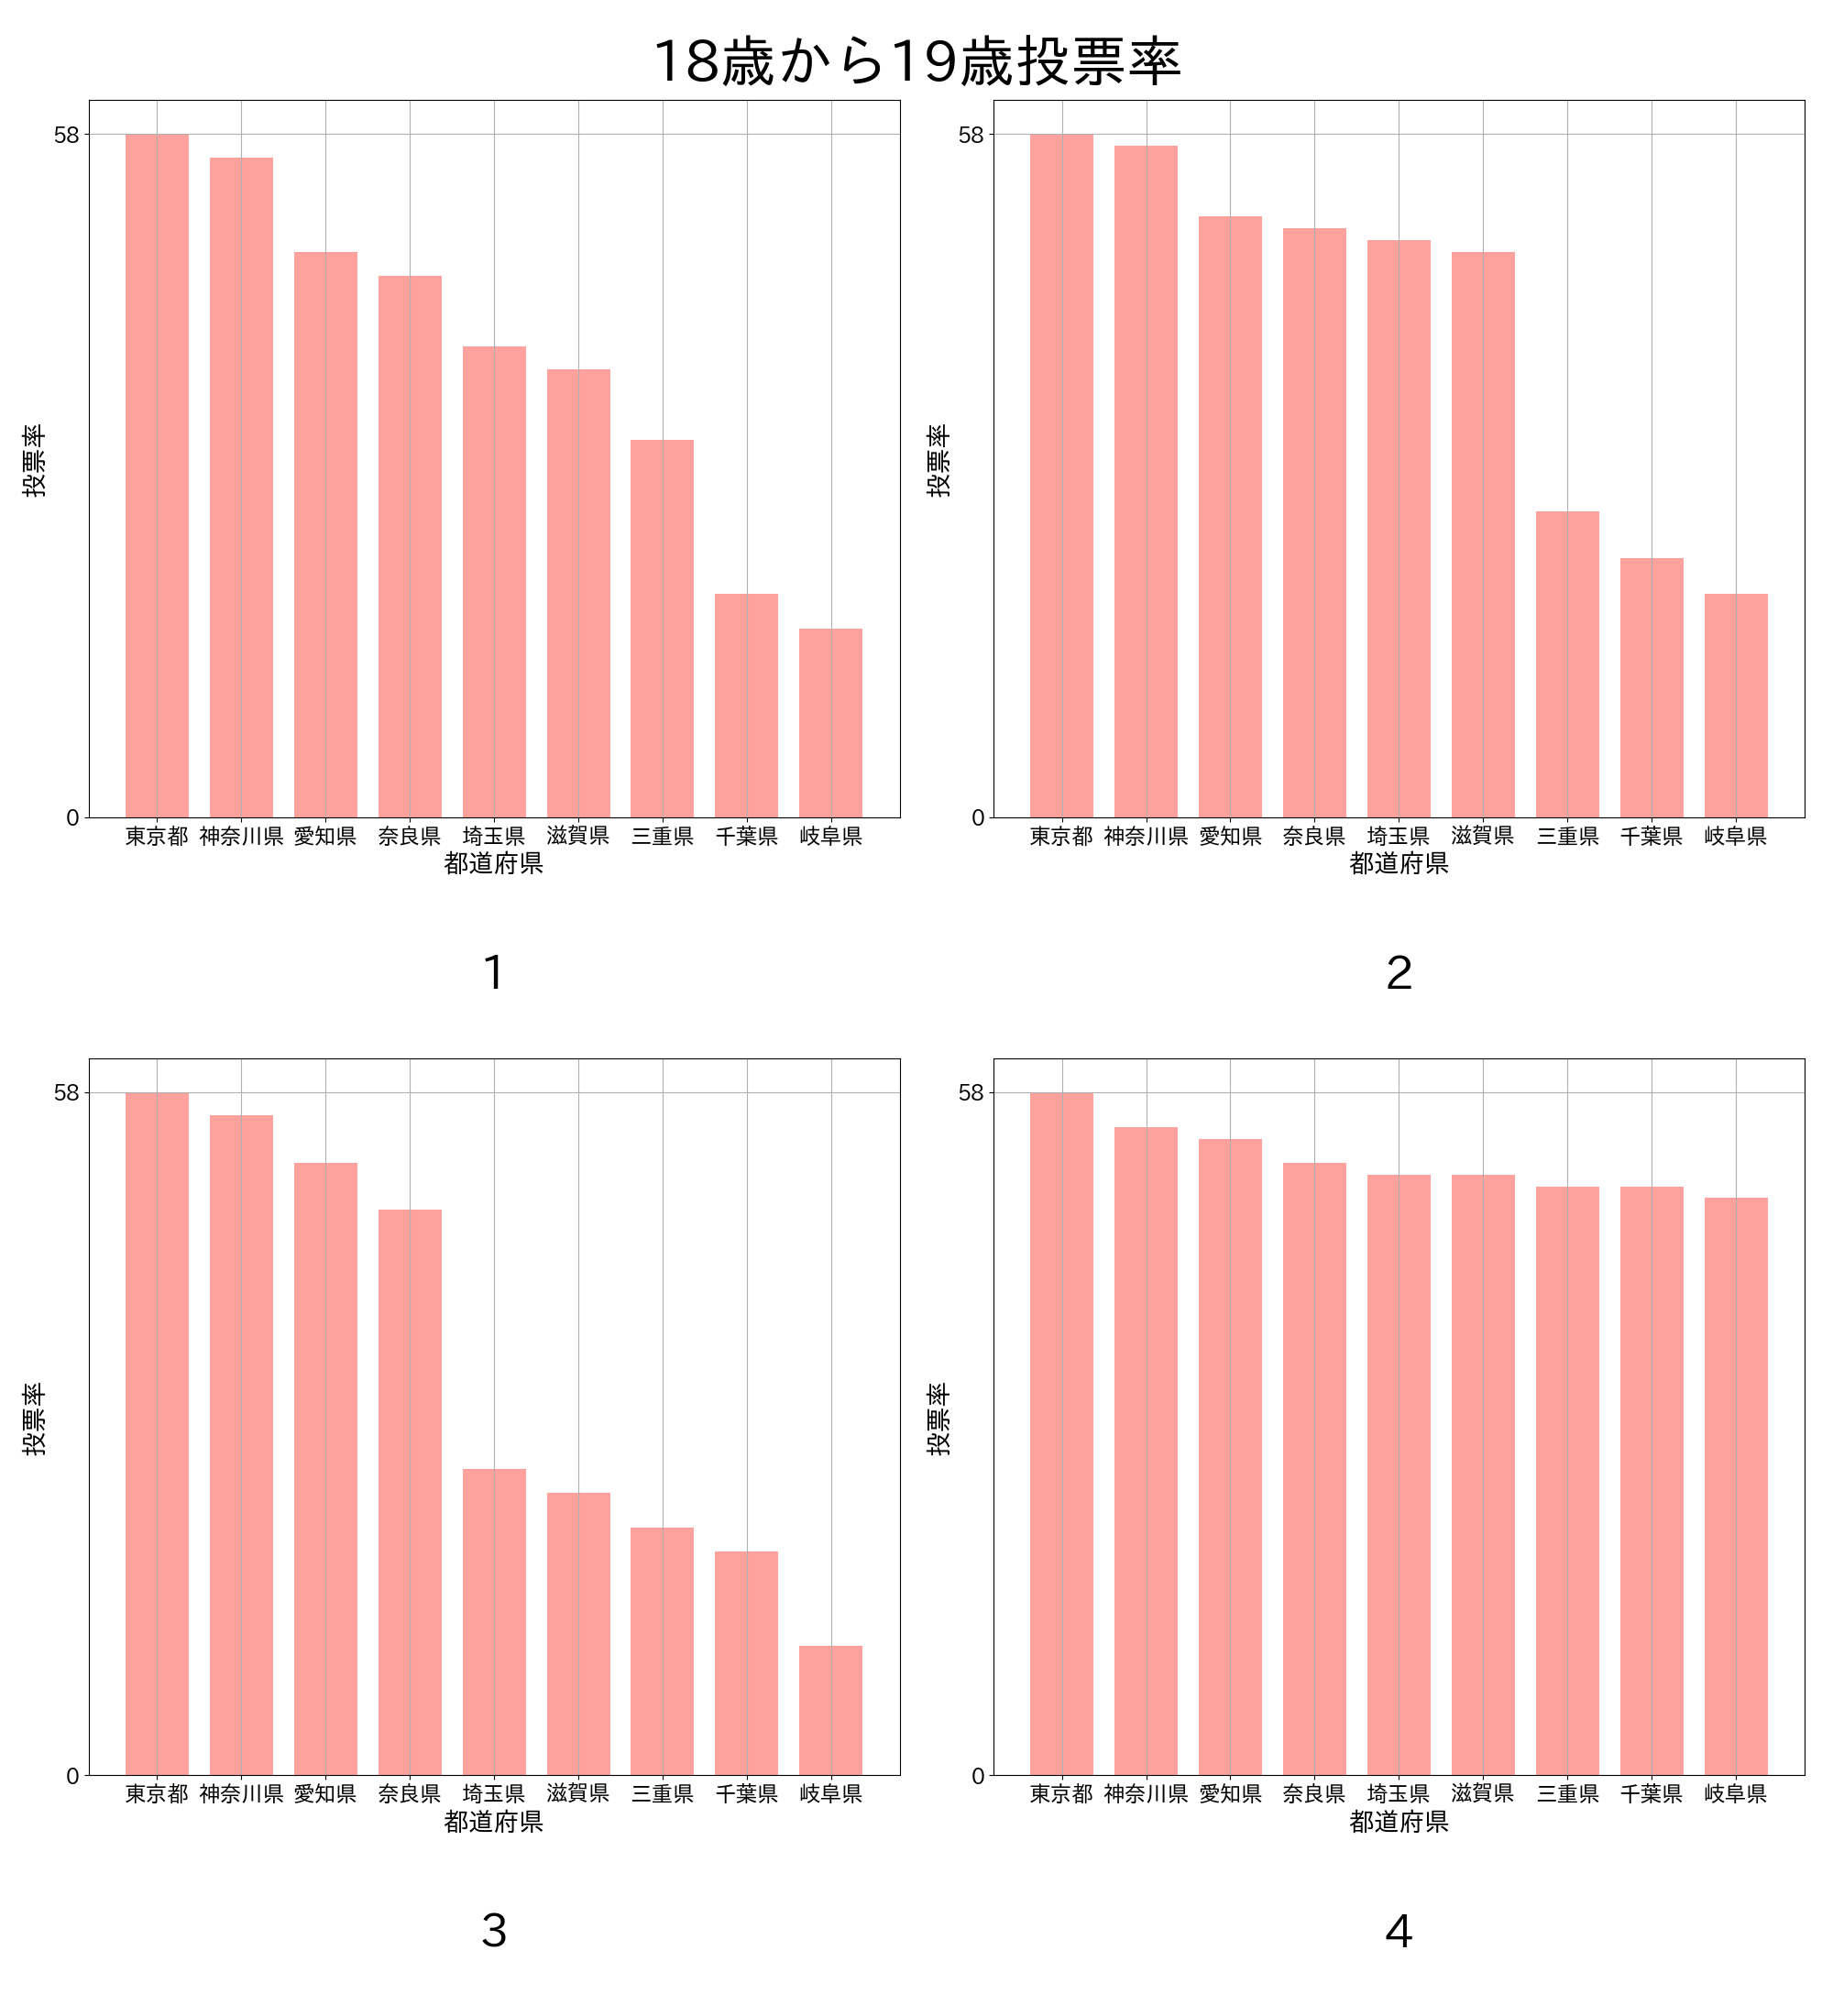 18歳から19歳投票率
58
0
投票率
東京都 神奈川県 愛知県 奈良県 埼玉県 滋賀県 三重県 千葉県 岐阜県
都道府県
1
58
0
投票率
東京都 神奈川県 愛知県 奈良県 埼玉県 滋賀県 三重県 千葉県 岐阜県
都道府県
2
58
0
投票率
東京都 神奈川県 愛知県 奈良県 埼玉県 滋賀県 三重県 千葉県 岐阜県
都道府県
3
58
0
投票率
東京都 神奈川県 愛知県 奈良県 埼玉県 滋賀県 三重県 千葉県 岐阜県
都道府県
4